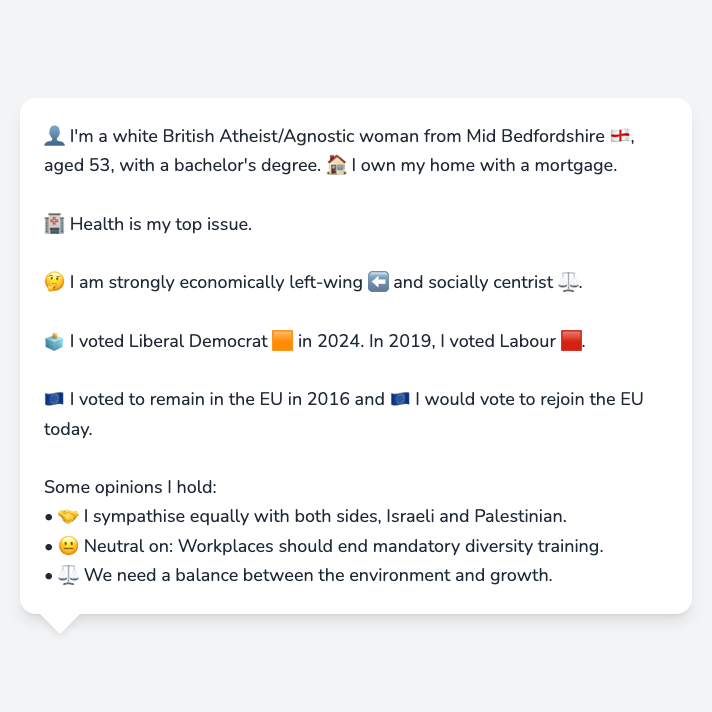 👤 I'm a white British Atheist/Agnostic woman from Mid Bedfordshire 🏴󠁧󠁢󠁥󠁮󠁧󠁿,
aged 53, with a bachelor's degree. 🏠 I own my home with a mortgage.
🏥 Health is my top issue.
🤔 I am strongly economically left-wing ⬅️ and socially centrist ⚖️.
🗳️ I voted Liberal Democrat 🟧 in 2024. In 2019, I voted Labour 🟥.
🇪🇺 I voted to remain in the EU in 2016 and 🇪🇺 I would vote to rejoin the EU
today.
Some opinions I hold:
• 🤝 I sympathise equally with both sides, Israeli and Palestinian.
• 😐 Neutral on: Workplaces should end mandatory diversity training.
• ⚖️ We need a balance between the environment and growth.